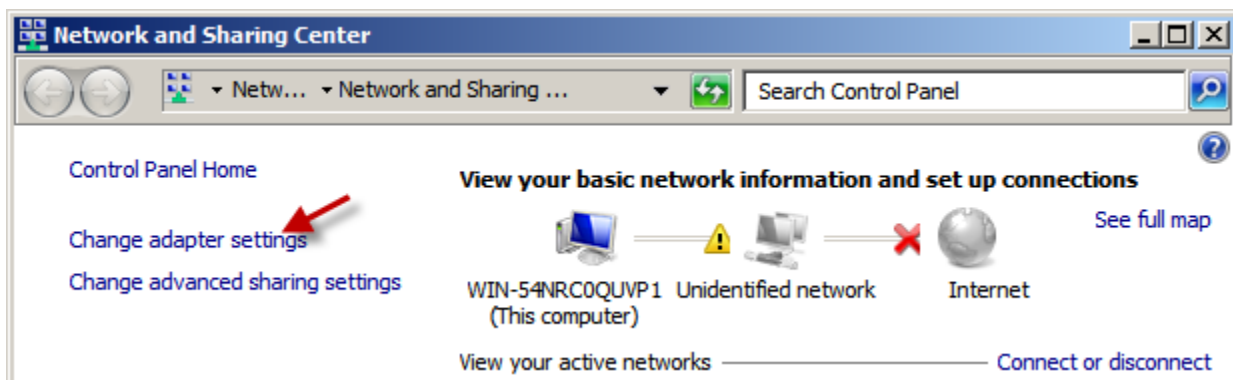 Network and Sharing Center
Netw... Network and Sharing ... Search Control Panel
Control Panel Home
Change adapter settings
Change advanced sharing settings
View your basic network information and set up connections
See full map
WIN-54NRC0QUVP1 Unidentified network Internet
(This computer)
View your active networks Connect or disconnect